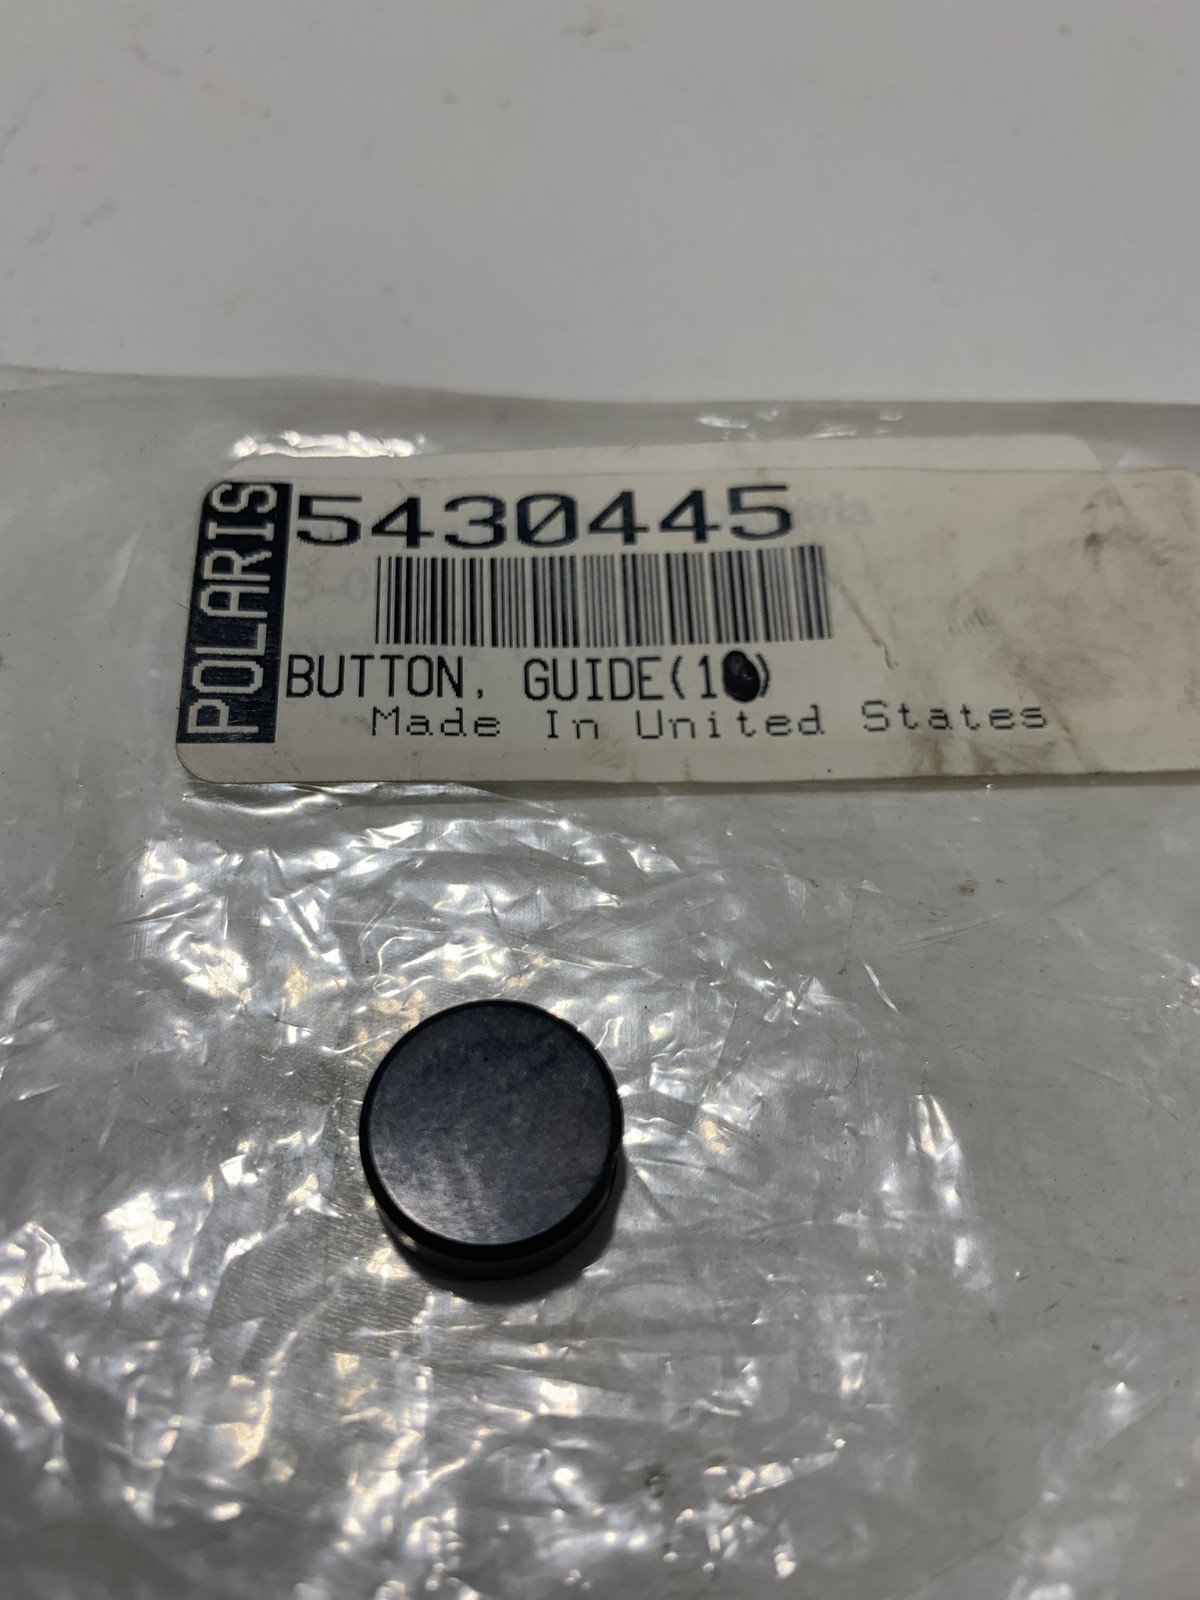 POLARIS
5430445
BUTTON, GUIDE(1 )
Made In United States